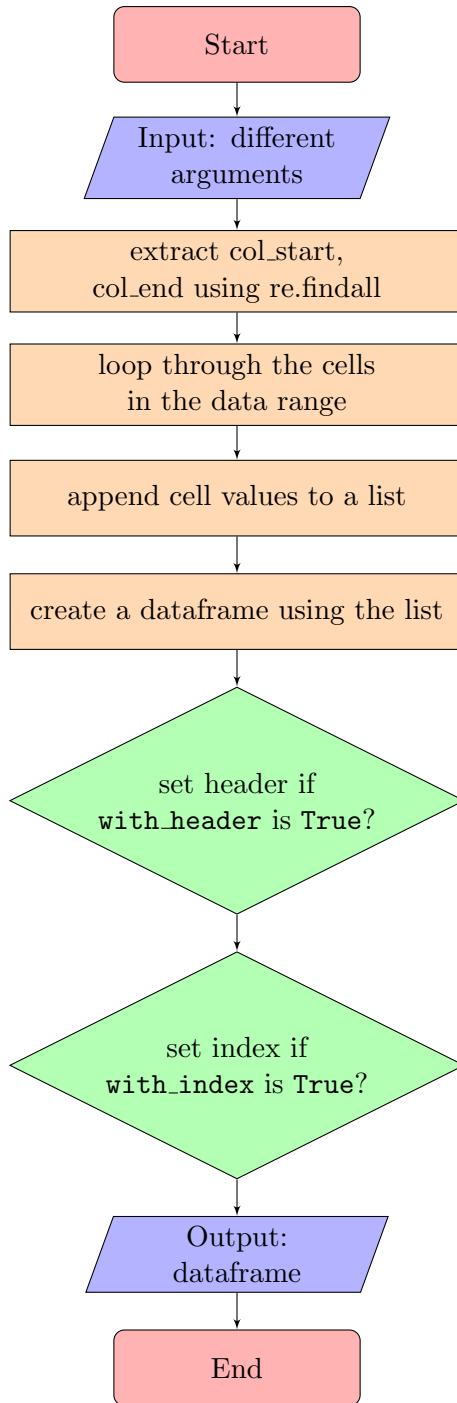 Start
Input: different
arguments
extract col_start,
col_end using re.findall
loop through the cells
in the data range
append cell values to a list
create a dataframe using the list
set header if
with_header is True?
set index if
with_index is True?
Output:
dataframe
End